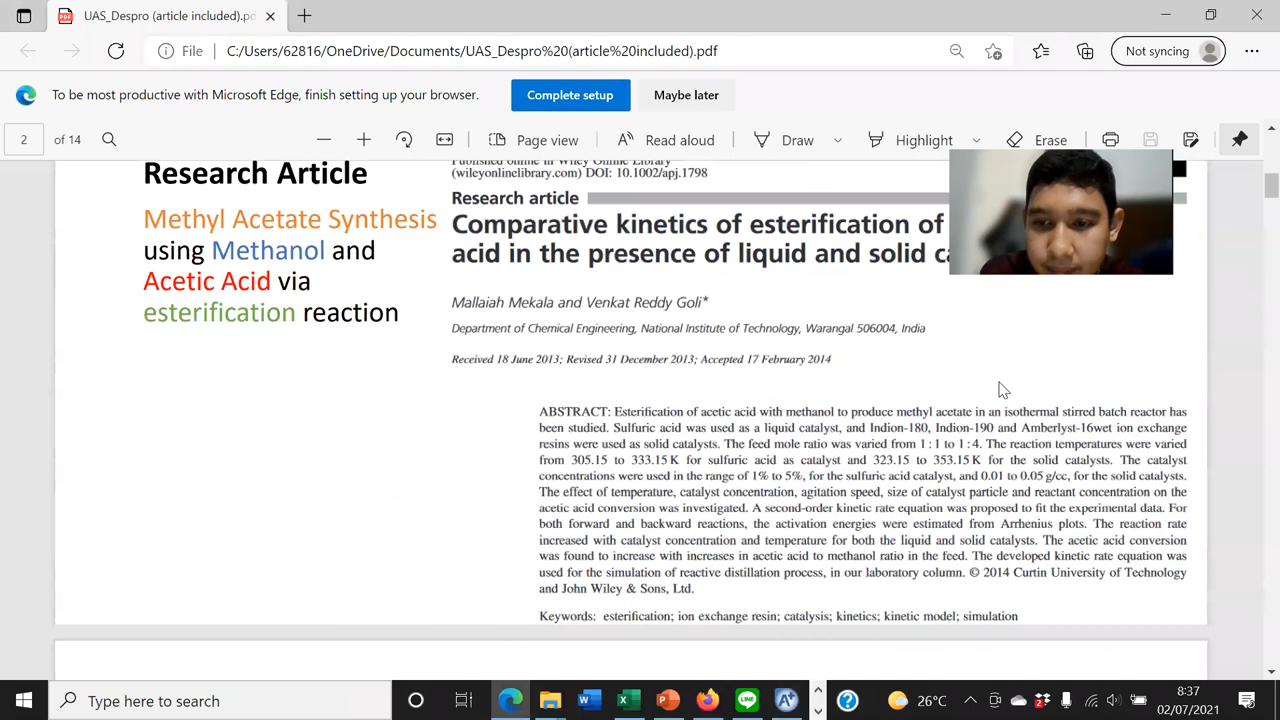 UAS_Despro (article included).pd
File
C:/Users/62816/OneDrive/Documents/UAS_Despro%20(article%20included).pdf
Not syncing
To be most productive with Microsoft Edge, finish setting up your browser.
Complete setup
Maybe later
2
of 14
Page view
Read aloud
Draw
Highlight
Erase
Research Article
Methyl Acetate Synthesis
using Methanol and
Acetic Acid via
esterification reaction
Published online in Wiley Online Library
(wileyonlinelibrary.com) DOI: 10.1002/apj.1798
Research article
Comparative kinetics of esterification of
acid in the presence of liquid and solid
Mallaiah Mekala and Venkat Reddy Goli*
Department of Chemical Engineering, National Institute of Technology, Warangal 506004, India
Received 18 June 2013; Revised 31 December 2013; Accepted 17 February 2014
ABSTRACT: Esterification of acetic acid with methanol to produce methyl acetate in an isothermal stirred batch reactor has
been studied. Sulfuric acid was used as a liquid catalyst, and Indion-180, Indion-190 and Amberlyst-16wet ion exchange
resins were used as solid catalysts. The feed mole ratio was varied from 1 : 1 to 1 : 4. The reaction temperatures were varied
from 305.15 to 333.15 K for sulfuric acid as catalyst and 323.15 to 353.15 K for the solid catalysts. The catalyst
concentrations were used in the range of 1% to 5%, for the sulfuric acid catalyst, and 0.01 to 0.05 g/cc, for the solid catalysts.
The effect of temperature, catalyst concentration, agitation speed, size of catalyst particle and reactant concentration on the
acetic acid conversion was investigated. A second-order kinetic rate equation was proposed to fit the experimental data. For
both forward and backward reactions, the activation energies were estimated from Arrhenius plots. The reaction rate
increased with catalyst concentration and temperature for both the liquid and solid catalysts. The acetic acid conversion
was found to increase with increases in acetic acid to methanol ratio in the feed. The developed kinetic rate equation was
used for the simulation of reactive distillation process, in our laboratory column. © 2014 Curtin University of Technology
and John Wiley & Sons, Ltd.
Keywords: esterification; ion exchange resin; catalysis; kinetics; kinetic model; simulation
Type here to search
26°C
8:37
02/07/2021